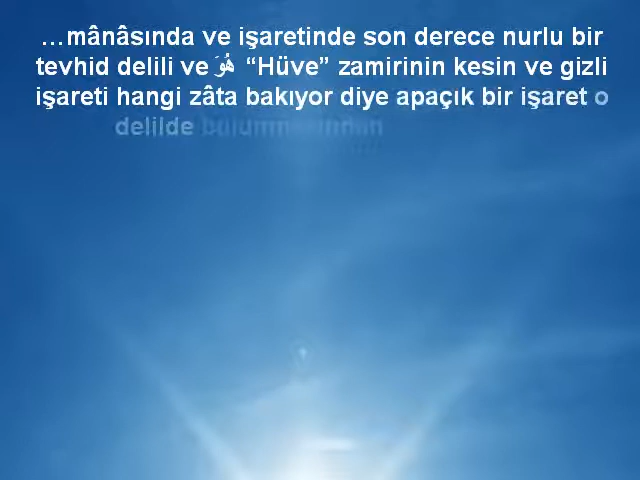 …mânâsında ve işaretinde son derece nurlu bir
tevhid delili ve هُوَ “Hüve” zamirinin kesin ve gizli
işareti hangi zâta bakıyor diye apaçık bir işaret o
delilde bulunmasından